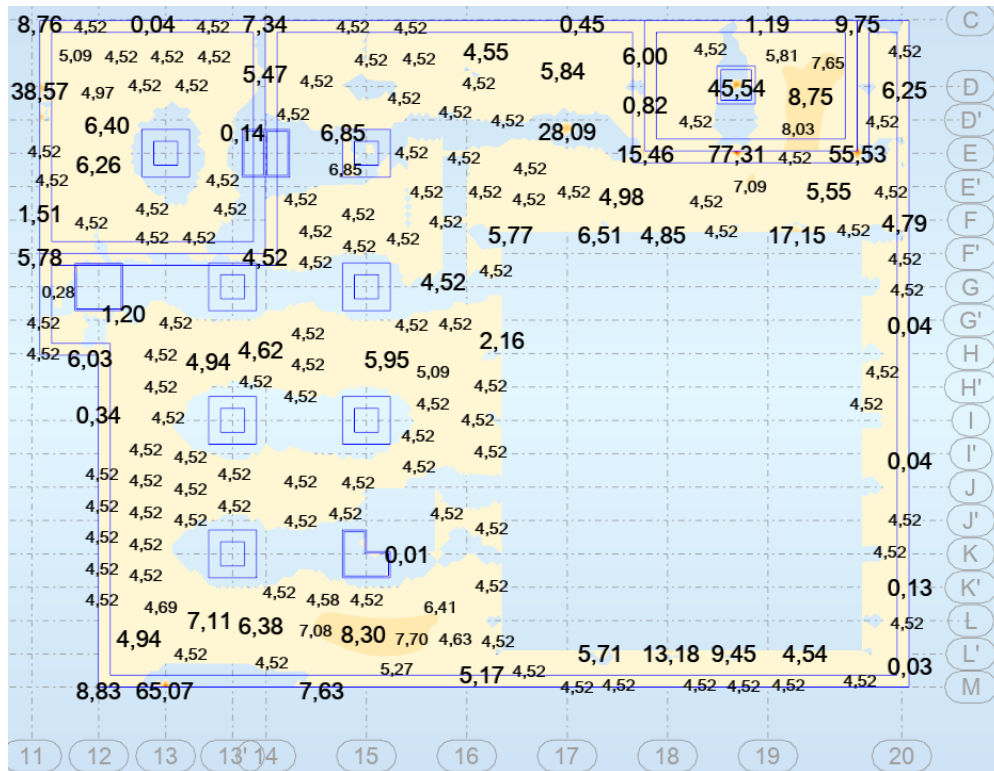 8,76 0,04 4,52 7,34 4,52 4,52 0,45 1,19 9,75 C
5,09 4,52 4,52 4,52 4,52 4,52 4,55 6,00 4,52 5,81 7,65 4,52
38,57 4,97 4,52 4,52 5,47 4,52 4,52 4,52 5,84 45,54 8,75 6,25 D
6,40 0,14 4,52 6,85 4,52 4,52 28,09 0,82 4,52 8,03 4,52 D'
4,52 6,26 6,85 4,52 4,52 4,52 15,46 77,31 4,52 55,53 E
4,52 4,52 4,52 4,52 4,52 4,52 4,98 4,52 7,09 5,55 4,52 E'
1,51 4,52 4,52 4,52 4,52 4,52 4,79 F
4,52 4,52 4,52 4,52 4,52 5,77 6,51 4,85 4,52 17,15 4,52
5,78 4,52 4,52 4,52 4,52 F'
0,28 4,52 4,52 G
1,20 4,52 4,52 4,52 4,52 0,04 G'
4,52 6,03 4,52 4,94 4,62 4,52 5,95 5,09 2,16 4,52 H
4,52 4,52 4,52 4,52 H'
0,34 4,52 4,52 4,52 4,52 I
4,52 4,52 4,52 4,52 0,04 I'
4,52 4,52 4,52 4,52 4,52 4,52 J
4,52 4,52 4,52 4,52 4,52 4,52 4,52 4,52 4,52 J'
4,52 4,52 0,01 4,52 K
4,52 4,52 4,52 4,52 0,13 K'
4,52 4,69 7,11 4,58 4,52 6,41 4,52 L
4,94 6,38 7,08 8,30 7,70 4,63 4,52
4,52 4,52 5,27 5,17 4,52 5,71 13,18 9,45 4,54 0,03 L'
8,83 65,07 7,63 4,52 4,52 4,52 4,52 4,52 4,52 M
11 12 13 13' 14 15 16 17 18 19 20